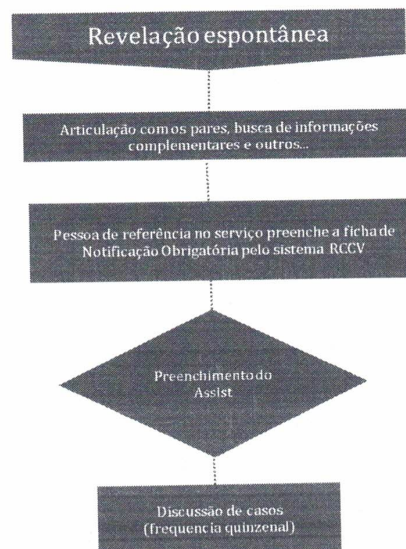 Revelação espontânea
Articulação com os pares, busca de informações
complementares e outros...
Pessoa de referência no serviço preenche a ficha de
Notificação Obrigatória pelo sistema RCCV
Preenchimento do
Assist
Discussão de casos
(frequencia quinzenal)